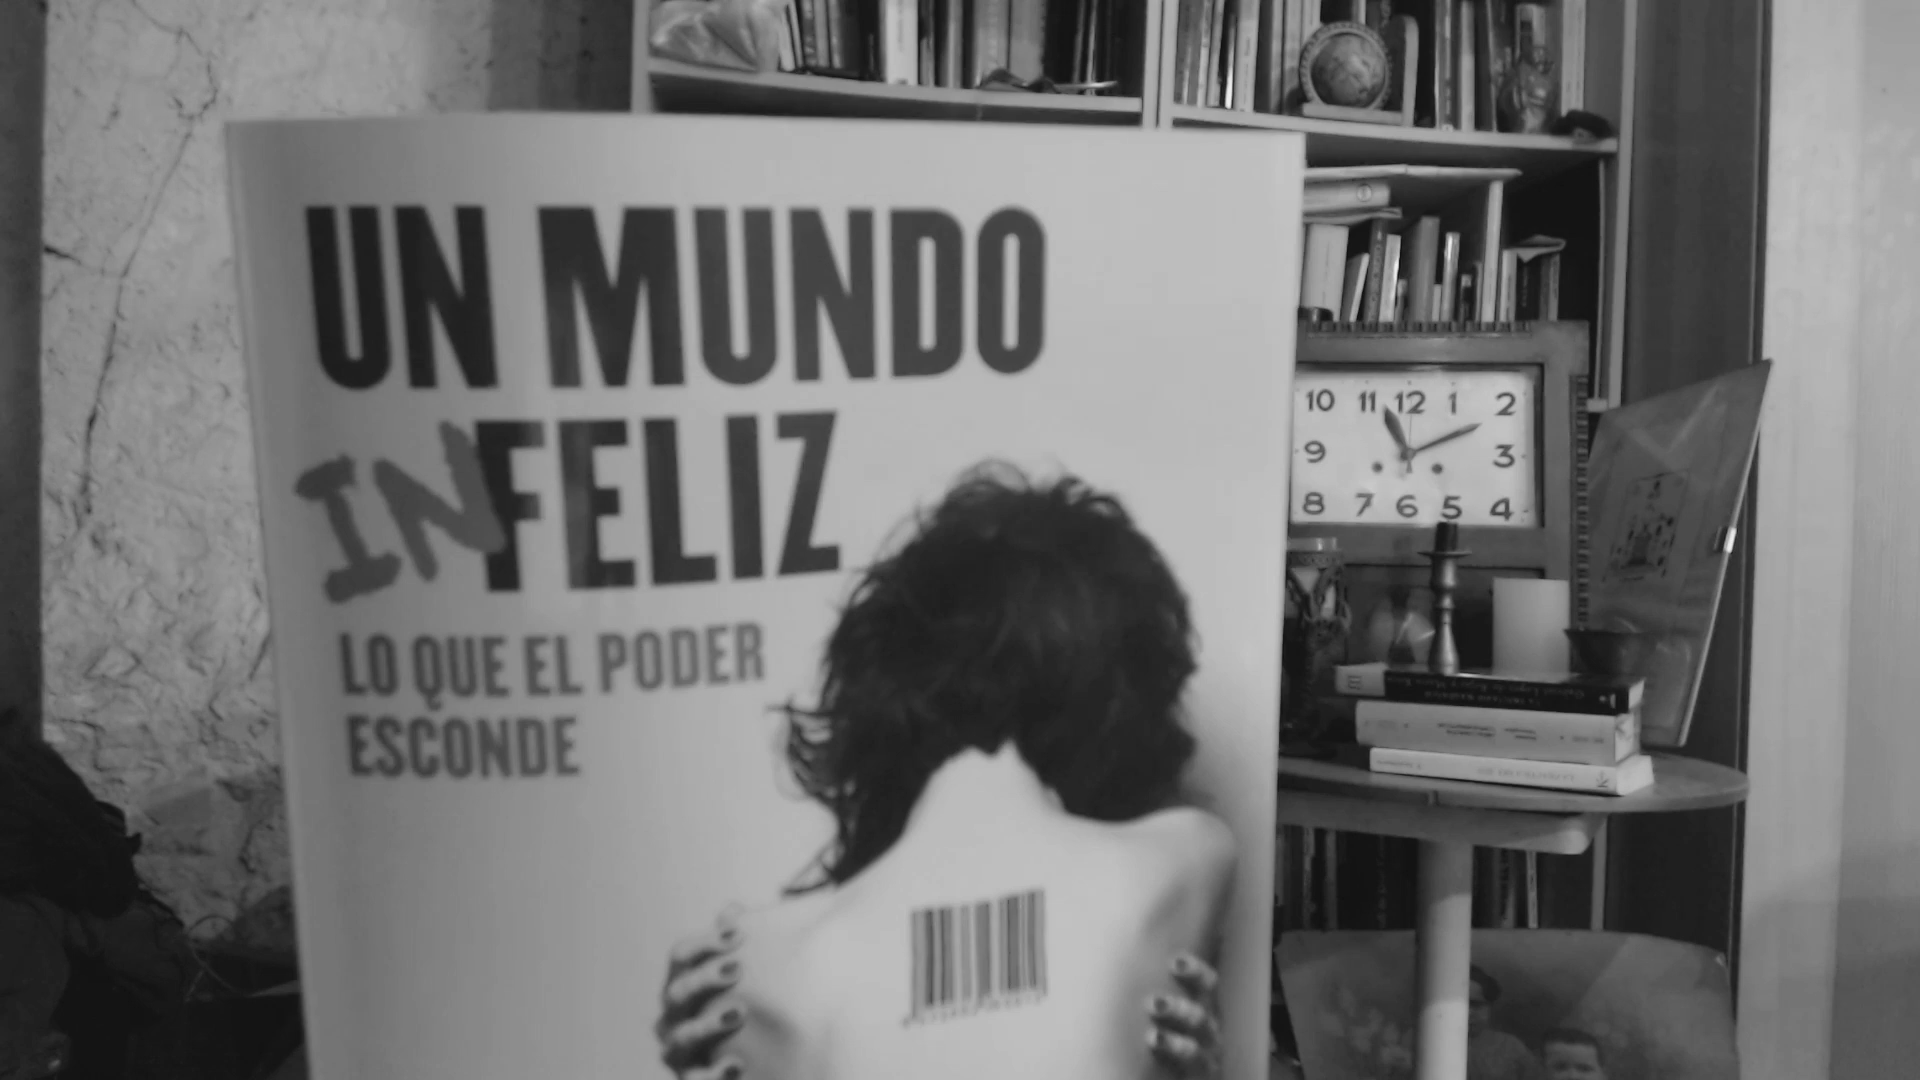 UN MUNDO
INFELIZ
LO QUE EL PODER
ESCONDE
10 11 12 1 2
9 3
8 7 6 5 4